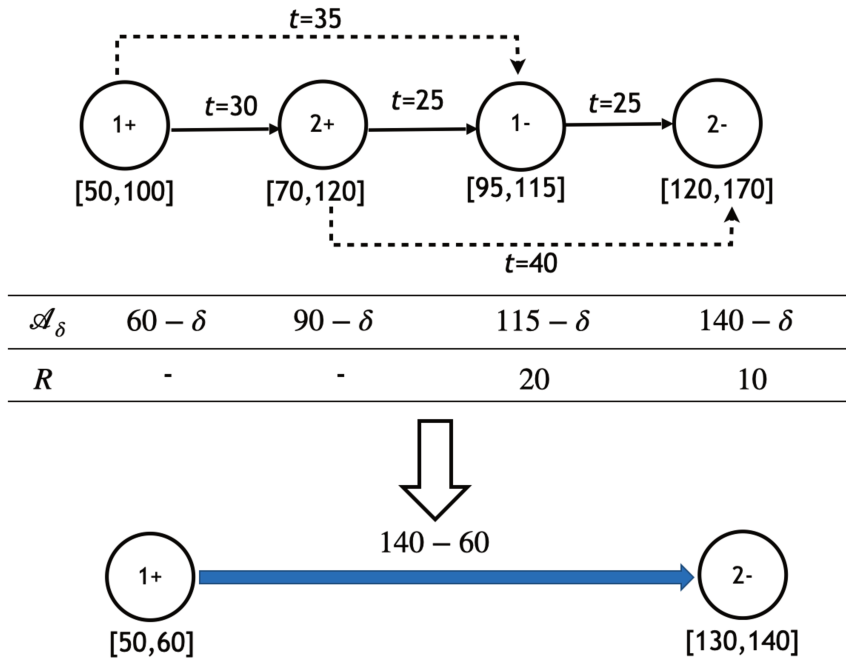 t=35
1+ t=30 2+ t=25 1- t=25 2-
[50,100] [70,120] [95,115] [120,170]
t=40
𝒜δ 60 − δ 90 − δ 115 − δ 140 − δ
R - - 20 10
140 − 60
1+ 2-
[50,60] [130,140]